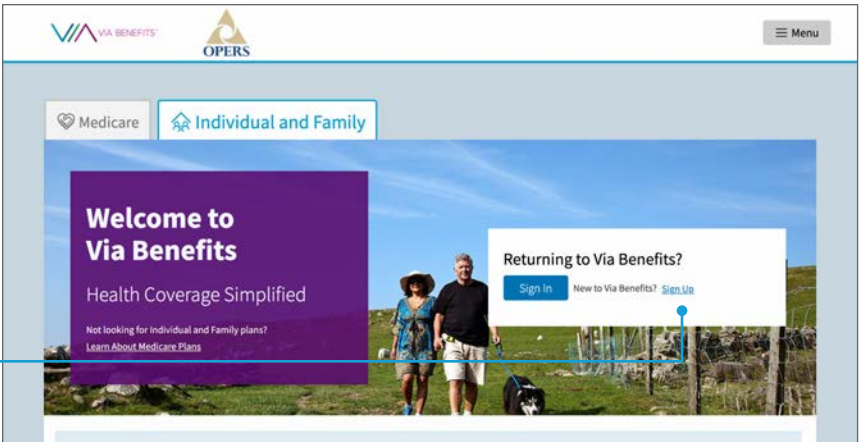 VIA BENEFITS™
OPERS
Menu
Medicare
Individual and Family
Welcome to
Via Benefits
Health Coverage Simplified
Not looking for Individual and Family plans?
Learn About Medicare Plans
Returning to Via Benefits?
Sign In New to Via Benefits? Sign Up